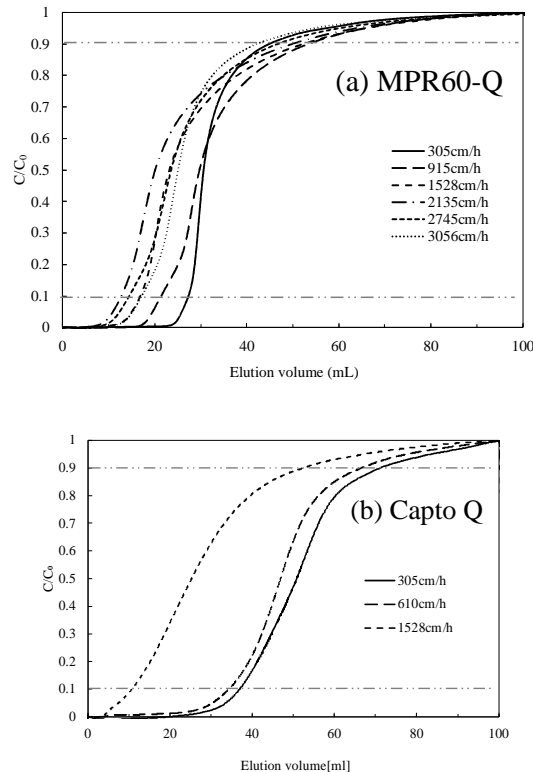 1
0.9
0.8
0.7
0.6
0.5
0.4
0.3
0.2
0.1
0
C/C₀
(a) MPR60-Q
305cm/h
915cm/h
1528cm/h
2135cm/h
2745cm/h
3056cm/h
0 20 40 60 80 100
Elution volume (mL)
1
0.9
0.8
0.7
0.6
0.5
0.4
0.3
0.2
0.1
0
C/C₀
(b) Capto Q
305cm/h
610cm/h
1528cm/h
0 20 40 60 80 100
Elution volume[ml]